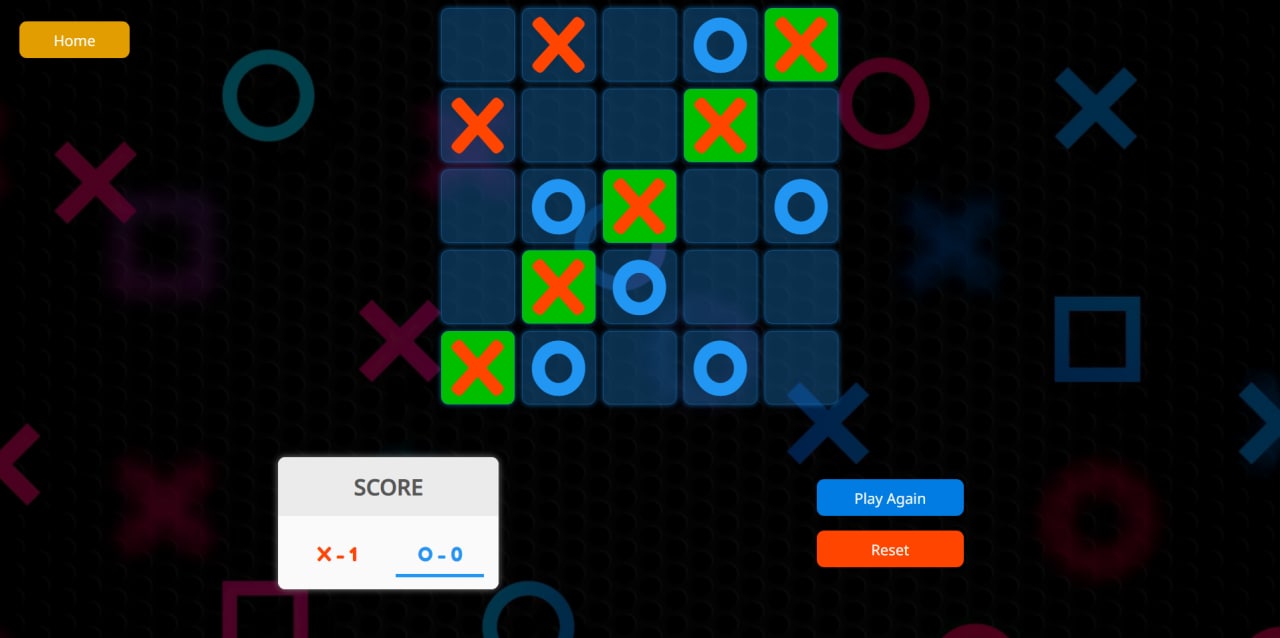 Home
SCORE
X - 1
O - 0
Play Again
Reset